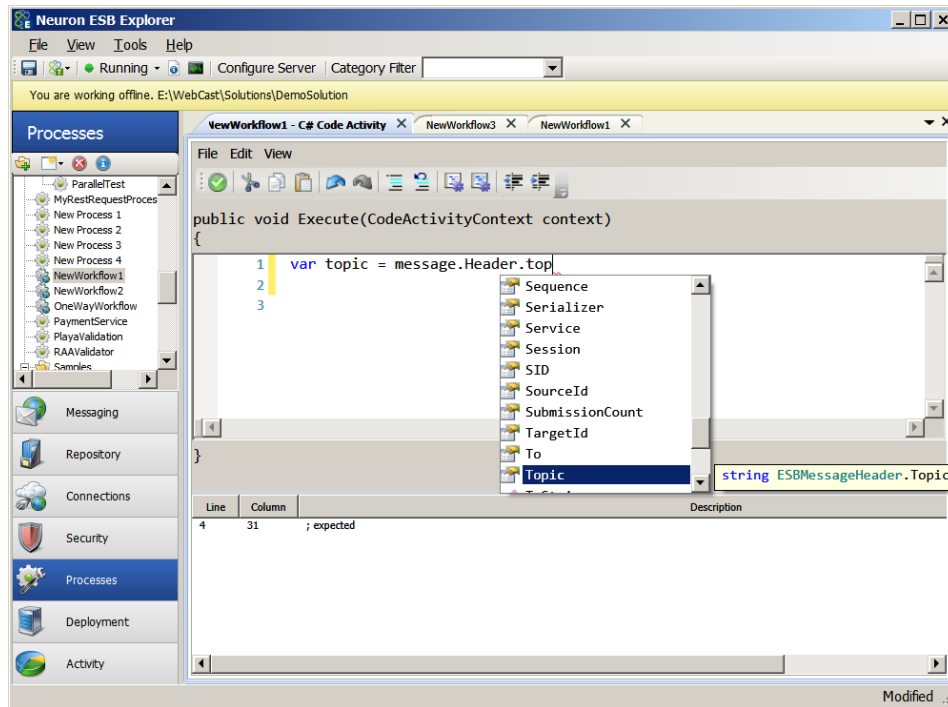 Neuron ESB Explorer
File View Tools Help
Running Configure Server Category Filter
You are working offline. E:\WebCast\Solutions\DemoSolution
Processes
ParallelTest
MyRestRequestProces
New Process 1
New Process 2
New Process 3
New Process 4
NewWorkflow1
NewWorkflow2
OneWayWorkflow
PaymentService
PlayaValidation
RAAValidator
Samples
Messaging
Repository
Connections
Security
Processes
Deployment
Activity
NewWorkflow1 - C# Code Activity NewWorkflow3 NewWorkflow1
File Edit View
public void Execute(CodeActivityContext context)
{
1 var topic = message.Header.top
2
3
Sequence
Serializer
Service
Session
SID
SourceId
SubmissionCount
TargetId
To
Topic
string ESBMessageHeader.Topic
}
Line Column Description
4 31 ; expected
Modified